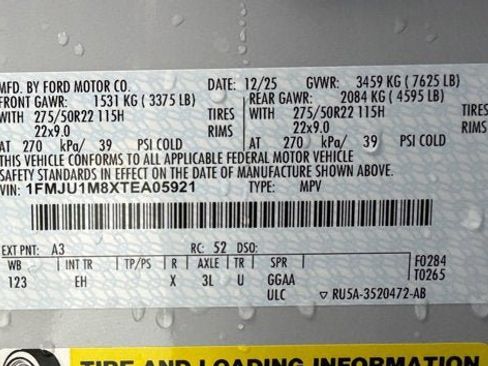 MFD. BY FORD MOTOR CO. DATE: 12/25 GVWR: 3459 KG (7625 LB)
FRONT GAWR: 1531 KG (3375 LB) REAR GAWR: 2084 KG (4595 LB)
WITH 275/50R22 115H TIRES WITH 275/50R22 115H TIRES
22x9.0 RIMS 22x9.0 RIMS
AT 270 kPa/ 39 PSI COLD AT 270 kPa/ 39 PSI COLD
THIS VEHICLE CONFORMS TO ALL APPLICABLE FEDERAL MOTOR VEHICLE
SAFETY STANDARDS IN EFFECT ON THE DATE OF MANUFACTURE SHOWN ABOVE.
VIN: 1FMJU1M8XTEA05921 TYPE: MPV
EXT PNT: A3 RC: 52 DSO:
WB INT TR TP/PS R AXLE TR SPR F0284
123 EH X 3L U GGAA T0265
ULC ▽ RU5A-3520472-AB
TIRE AND LOADING INFORMATION